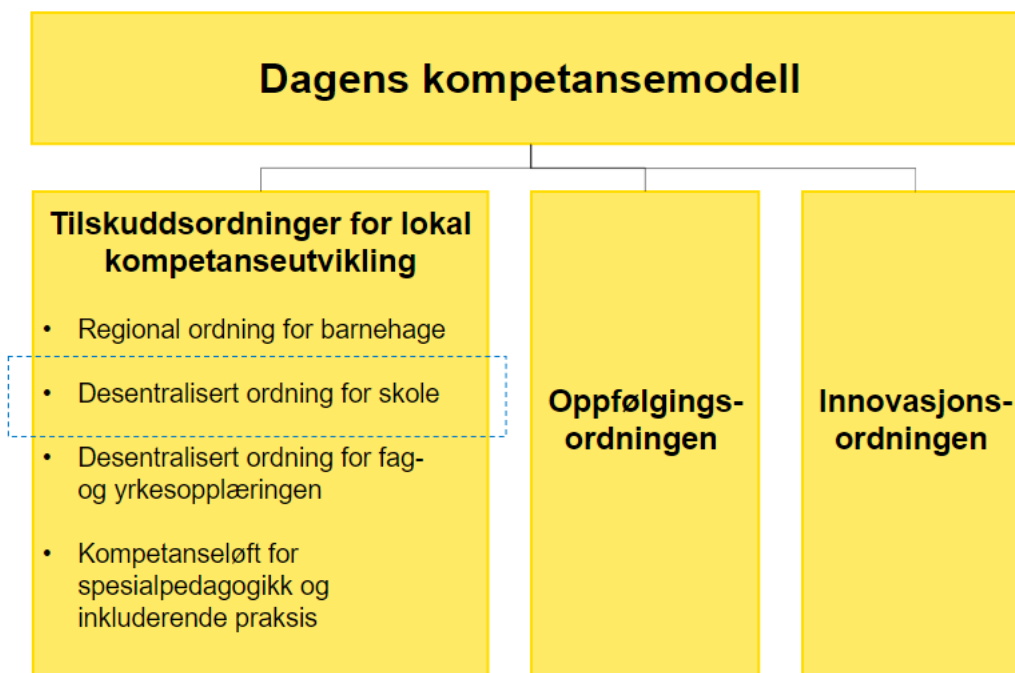 Dagens kompetansemodell
Tilskuddsordninger for lokal
kompetanseutvikling
• Regional ordning for barnehage
• Desentralisert ordning for skole
• Desentralisert ordning for fag-
og yrkesopplæringen
• Kompetanseløft for
spesialpedagogikk og
inkluderende praksis
Oppfølgings-
ordningen
Innovasjons-
ordningen